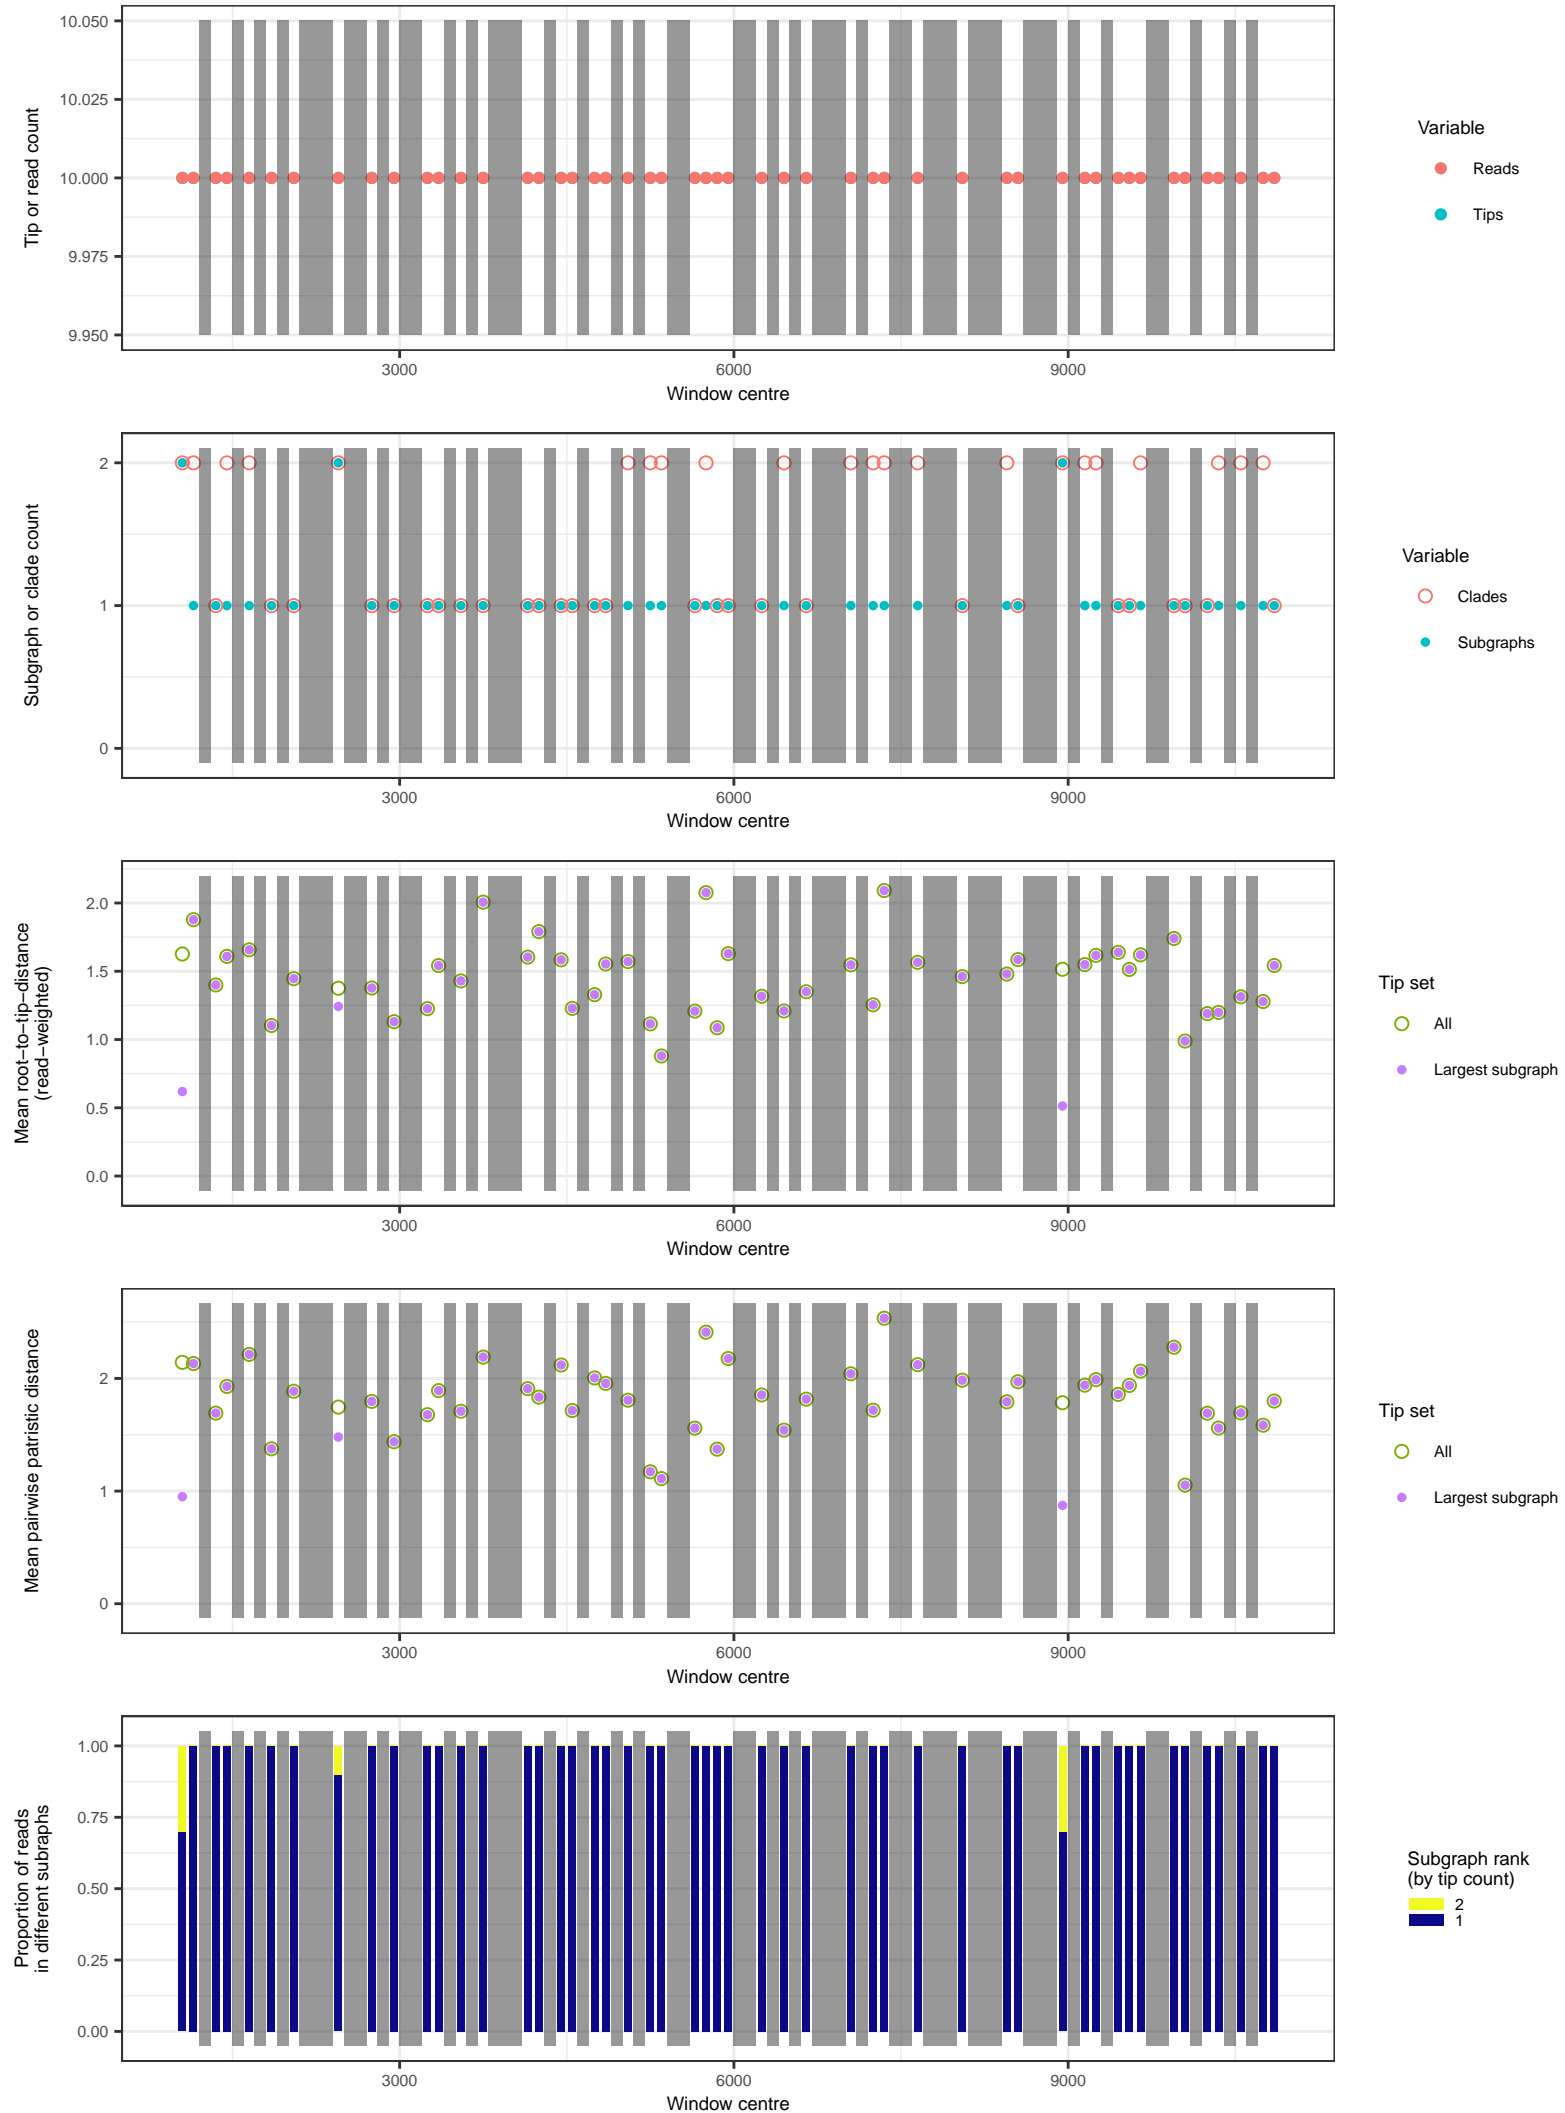 10.050
10.025
10.000
9.975
9.950
Tip or read count
3000 6000 9000
Window centre
Variable
Reads
Tips
2
1
0
Subgraph or clade count
3000 6000 9000
Window centre
Variable
Clades
Subgraphs
2.0
1.5
1.0
0.5
0.0
Mean root−to−tip−distance
(read−weighted)
3000 6000 9000
Window centre
Tip set
All
Largest subgraph
2
1
0
Mean pairwise patristic distance
3000 6000 9000
Window centre
Tip set
All
Largest subgraph
1.00
0.75
0.50
0.25
0.00
Proportion of reads
in different subraphs
3000 6000 9000
Window centre
Subgraph rank
(by tip count)
2
1